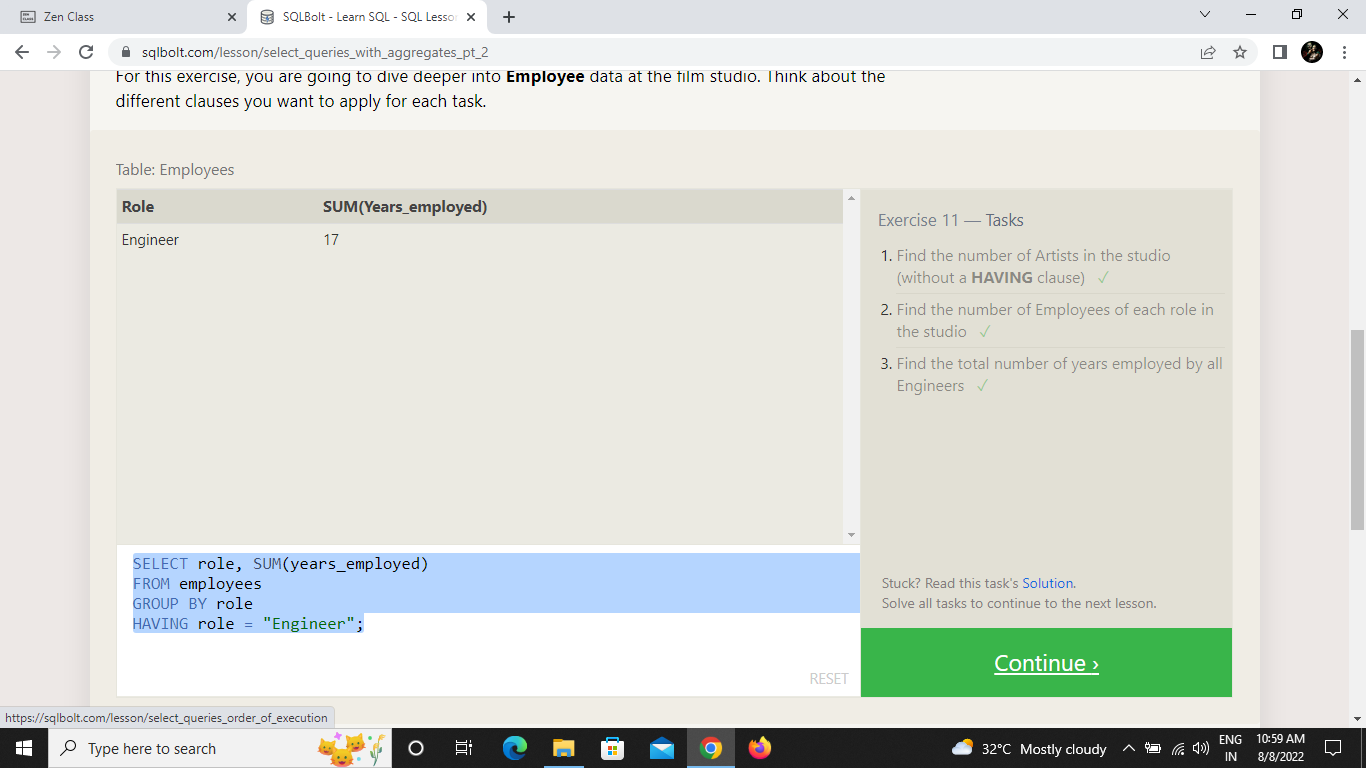 Zen Class
SQLBolt - Learn SQL - SQL Lesson
sqlbolt.com/lesson/select_queries_with_aggregates_pt_2
For this exercise, you are going to dive deeper into Employee data at the film studio. Think about the
different clauses you want to apply for each task.
Table: Employees
Role SUM(Years_employed)
Engineer 17
SELECT role, SUM(years_employed)
FROM employees
GROUP BY role
HAVING role = "Engineer";
RESET
Exercise 11 — Tasks
1. Find the number of Artists in the studio
(without a HAVING clause) ✓
2. Find the number of Employees of each role in
the studio ✓
3. Find the total number of years employed by all
Engineers ✓
Stuck? Read this task's Solution.
Solve all tasks to continue to the next lesson.
Continue ›
https://sqlbolt.com/lesson/select_queries_order_of_execution
Type here to search
32°C Mostly cloudy
ENG
IN
10:59 AM
8/8/2022